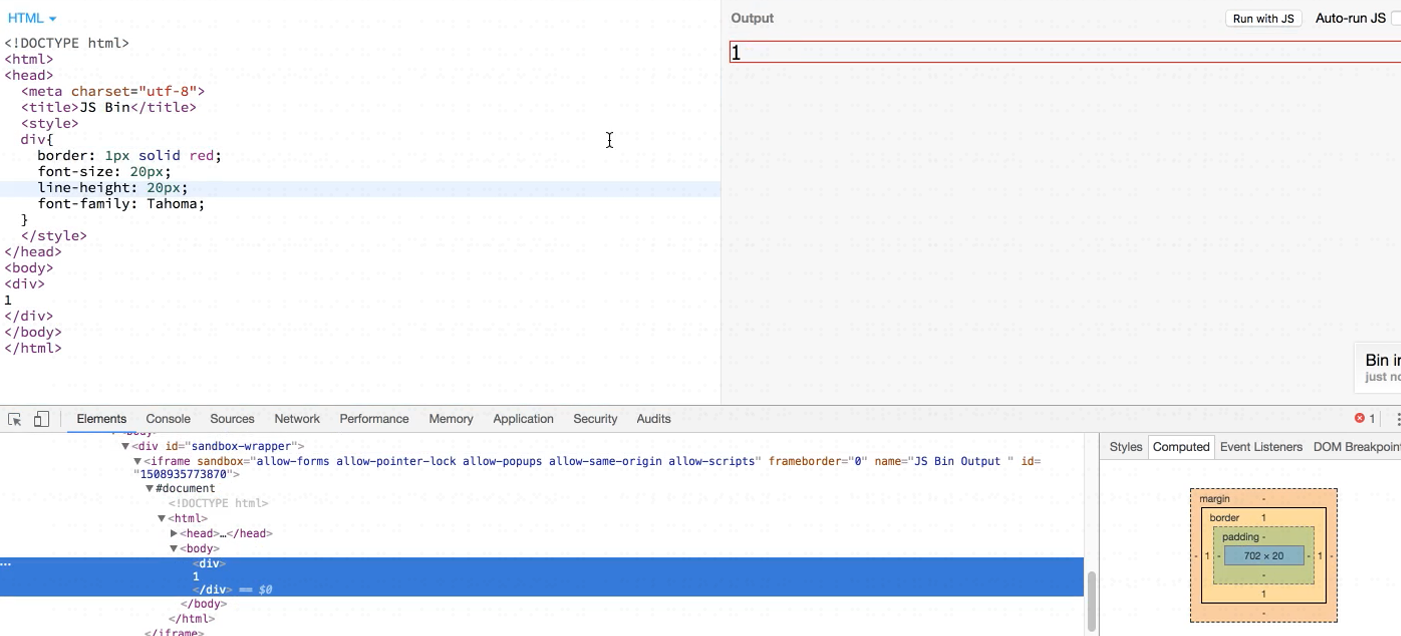 HTML
Output
Run with JS
Auto-run JS
<!DOCTYPE html>
<html>
<head>
<meta charset="utf-8">
<title>JS Bin</title>
<style>
div{
border: 1px solid red;
font-size: 20px;
line-height: 20px;
font-family: Tahoma;
}
</style>
</head>
<body>
<div>
1
</div>
</body>
</html>
1
Bin
just
Elements Console Sources Network Performance Memory Application Security Audits
1
<div id="sandbox-wrapper">
<iframe sandbox="allow-forms allow-pointer-lock allow-popups allow-same-origin allow-scripts" frameborder="0" name="JS Bin Output " id=
"1508935773870">
#document
<!DOCTYPE html>
<html>
<head>…</head>
<body>
<div>
1
</div> == $0
</body>
</html>
</iframe>
Styles Computed Event Listeners DOM Breakpoin
margin -
border 1
padding -
- 1 - 702 × 20 - 1 -
-
1
-